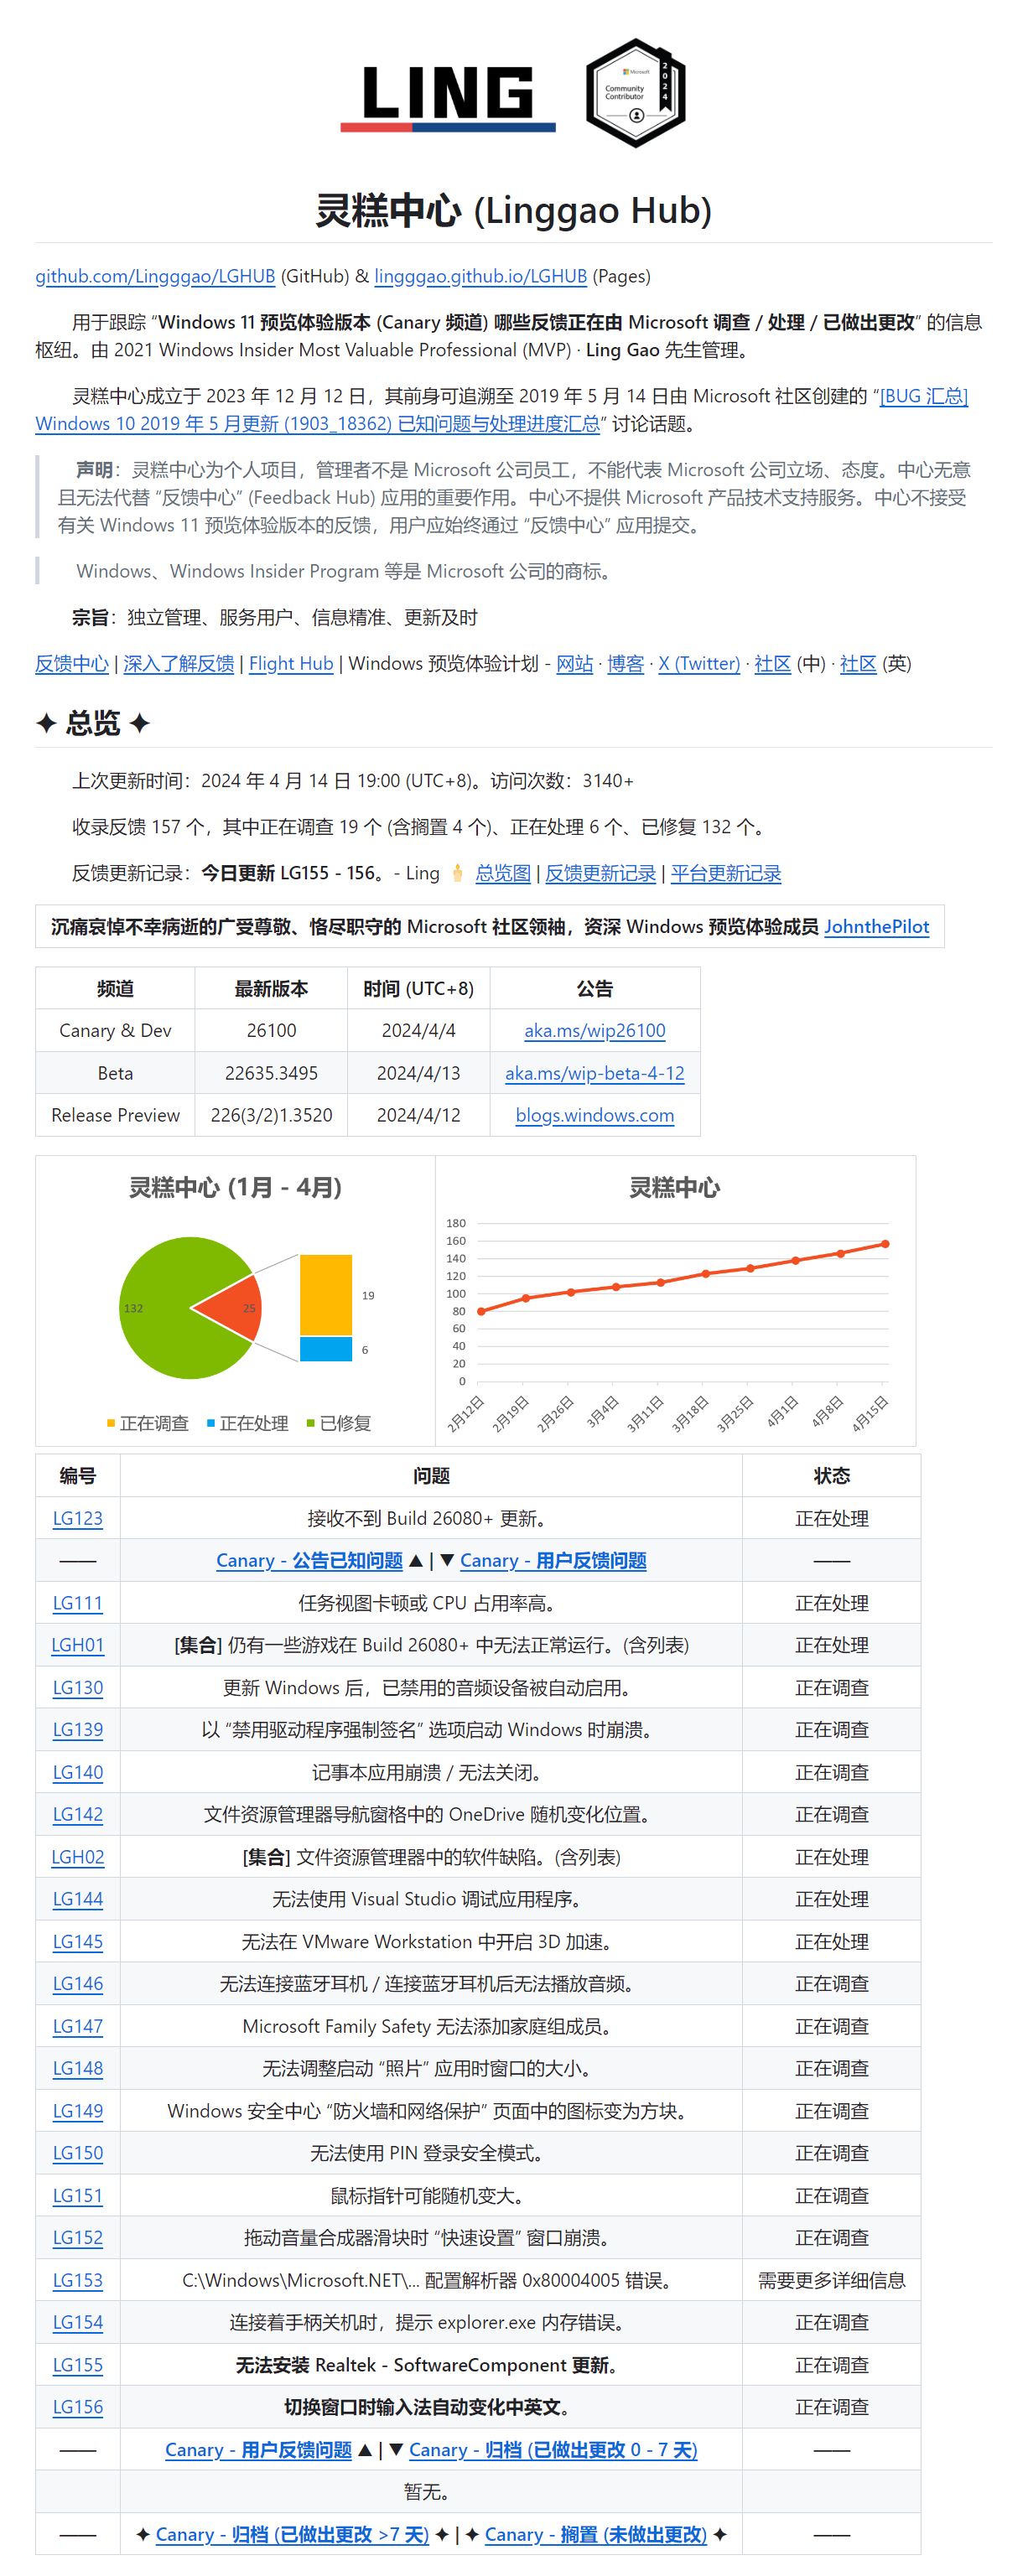 LING
Microsoft
Community
Contributor
2024
灵糕中心 (Linggao Hub)
github.com/Lingggao/LGHUB (GitHub) & lingggao.github.io/LGHUB (Pages)
用于跟踪 “Windows 11 预览体验版本 (Canary 频道) 哪些反馈正在由 Microsoft 调查 / 处理 / 已做出更改” 的信息
枢纽。由 2021 Windows Insider Most Valuable Professional (MVP) · Ling Gao 先生管理。
灵糕中心成立于 2023 年 12 月 12 日，其前身可追溯至 2019 年 5 月 14 日由 Microsoft 社区创建的 “[BUG 汇总]
Windows 10 2019 年 5 月更新 (1903_18362) 已知问题与处理进度汇总” 讨论话题。
声明：灵糕中心为个人项目，管理者不是 Microsoft 公司员工，不能代表 Microsoft 公司立场、态度。中心无意
且无法代替 “反馈中心” (Feedback Hub) 应用的重要作用。中心不提供 Microsoft 产品技术支持服务。中心不接受
有关 Windows 11 预览体验版本的反馈，用户应始终通过 “反馈中心” 应用提交。
Windows、Windows Insider Program 等是 Microsoft 公司的商标。
宗旨：独立管理、服务用户、信息精准、更新及时
反馈中心 | 深入了解反馈 | Flight Hub | Windows 预览体验计划 - 网站 · 博客 · X (Twitter) · 社区 (中) · 社区 (英)
✦ 总览 ✦
上次更新时间：2024 年 4 月 14 日 19:00 (UTC+8)。访问次数：3140+
收录反馈 157 个，其中正在调查 19 个 (含搁置 4 个)、正在处理 6 个、已修复 132 个。
反馈更新记录：今日更新 LG155 - 156。- Ling 🕯️ 总览图 | 反馈更新记录 | 平台更新记录
沉痛哀悼不幸病逝的广受尊敬、恪尽职守的 Microsoft 社区领袖，资深 Windows 预览体验成员 JohnthePilot
频道 最新版本 时间 (UTC+8) 公告
Canary & Dev 26100 2024/4/4 aka.ms/wip26100
Beta 22635.3495 2024/4/13 aka.ms/wip-beta-4-12
Release Preview 226(3/2)1.3520 2024/4/12 blogs.windows.com
灵糕中心 (1月 - 4月)
132
25
19
6
正在调查 正在处理 已修复
灵糕中心
180
160
140
120
100
80
60
40
20
0
2月12日 2月19日 2月26日 3月4日 3月11日 3月18日 3月25日 4月1日 4月8日 4月15日
编号 问题 状态
LG123 接收不到 Build 26080+ 更新。 正在处理
—— Canary - 公告已知问题 ▲ | ▼ Canary - 用户反馈问题 ——
LG111 任务视图卡顿或 CPU 占用率高。 正在处理
LGH01 [集合] 仍有一些游戏在 Build 26080+ 中无法正常运行。(含列表) 正在处理
LG130 更新 Windows 后，已禁用的音频设备被自动启用。 正在调查
LG139 以 “禁用驱动程序强制签名” 选项启动 Windows 时崩溃。 正在调查
LG140 记事本应用崩溃 / 无法关闭。 正在调查
LG142 文件资源管理器导航窗格中的 OneDrive 随机变化位置。 正在调查
LGH02 [集合] 文件资源管理器中的软件缺陷。(含列表) 正在处理
LG144 无法使用 Visual Studio 调试应用程序。 正在处理
LG145 无法在 VMware Workstation 中开启 3D 加速。 正在处理
LG146 无法连接蓝牙耳机 / 连接蓝牙耳机后无法播放音频。 正在调查
LG147 Microsoft Family Safety 无法添加家庭组成员。 正在调查
LG148 无法调整启动 “照片” 应用时窗口的大小。 正在调查
LG149 Windows 安全中心 “防火墙和网络保护” 页面中的图标变为方块。 正在调查
LG150 无法使用 PIN 登录安全模式。 正在调查
LG151 鼠标指针可能随机变大。 正在调查
LG152 拖动音量合成器滑块时 “快速设置” 窗口崩溃。 正在调查
LG153 C:\Windows\Microsoft.NET\... 配置解析器 0x80004005 错误。 需要更多详细信息
LG154 连接着手柄关机时，提示 explorer.exe 内存错误。 正在调查
LG155 无法安装 Realtek - SoftwareComponent 更新。 正在调查
LG156 切换窗口时输入法自动变化中英文。 正在调查
—— Canary - 用户反馈问题 ▲ | ▼ Canary - 归档 (已做出更改 0 - 7 天) ——
暂无。
—— ✦ Canary - 归档 (已做出更改 >7 天) ✦ | ✦ Canary - 搁置 (未做出更改) ✦ ——